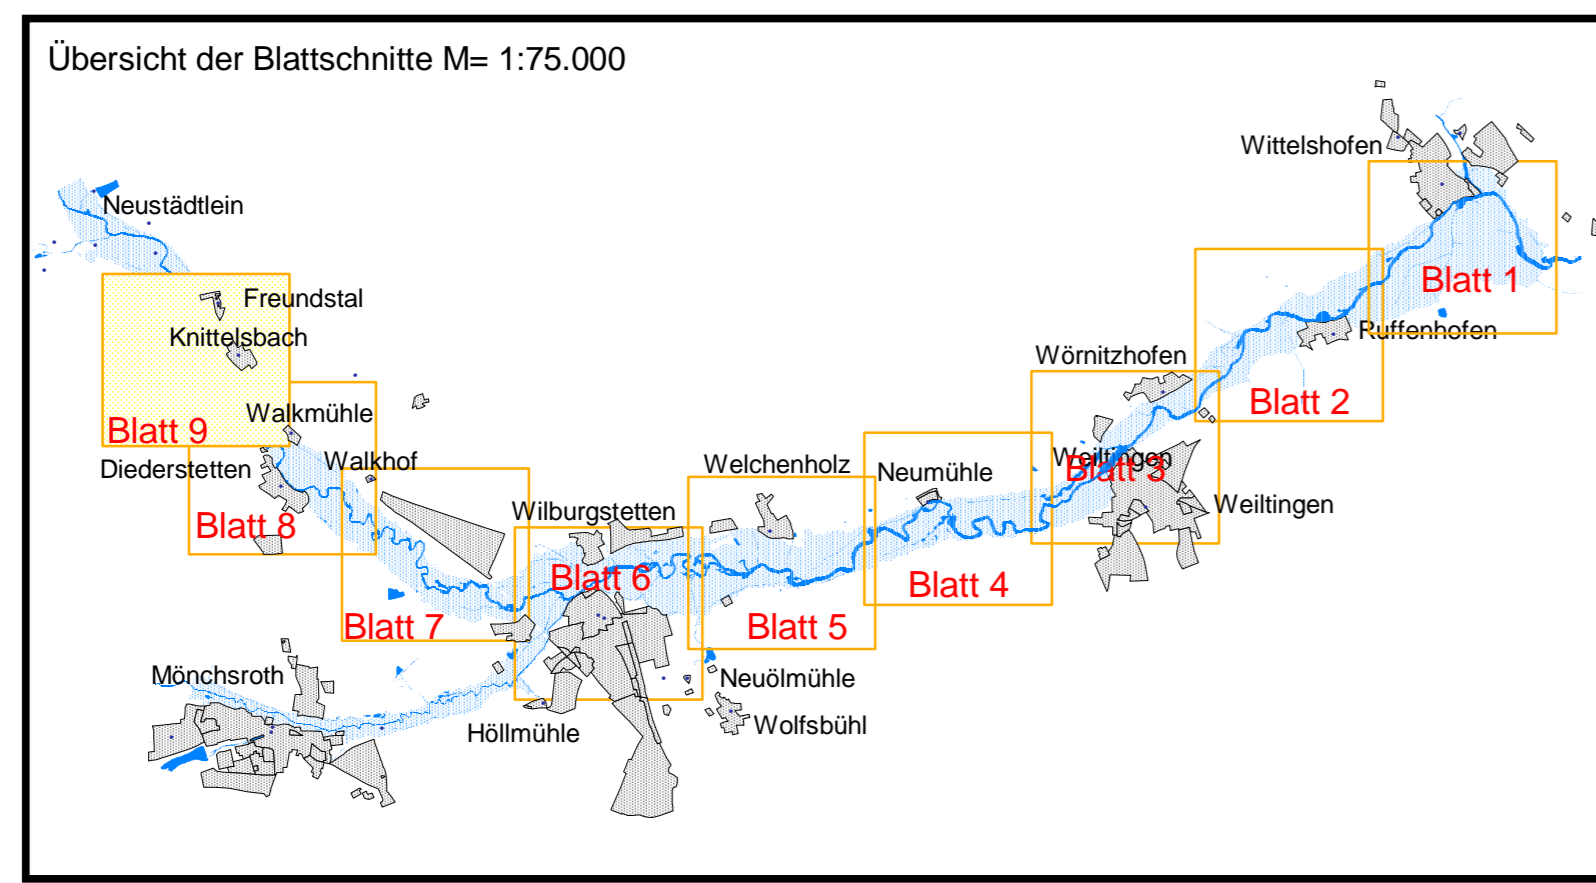 Übersicht der Blattschnitte M= 1:75.000
Wittelshofen
Neustädtlein
Blatt 1
Freundstal
Knittelsbach
Ruffenhofen
Wörnitzhofen
Blatt 2
Walkmühle
Blatt 9
Diederstetten
Walkhof
Welchenholz
Neumühle
Weiltingen
Blatt 3
Weiltingen
Wilburgstetten
Blatt 8
Blatt 6
Blatt 4
Blatt 7
Blatt 5
Mönchsroth
Neuölmühle
Höllmühle
Wolfsbühl